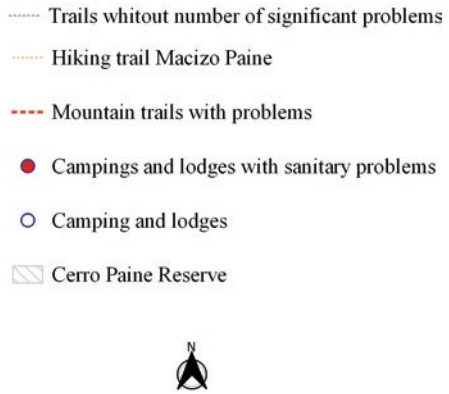 Trails whitout number of significant problems
Hiking trail Macizo Paine
Mountain trails with problems
Campings and lodges with sanitary problems
Camping and lodges
Cerro Paine Reserve
N